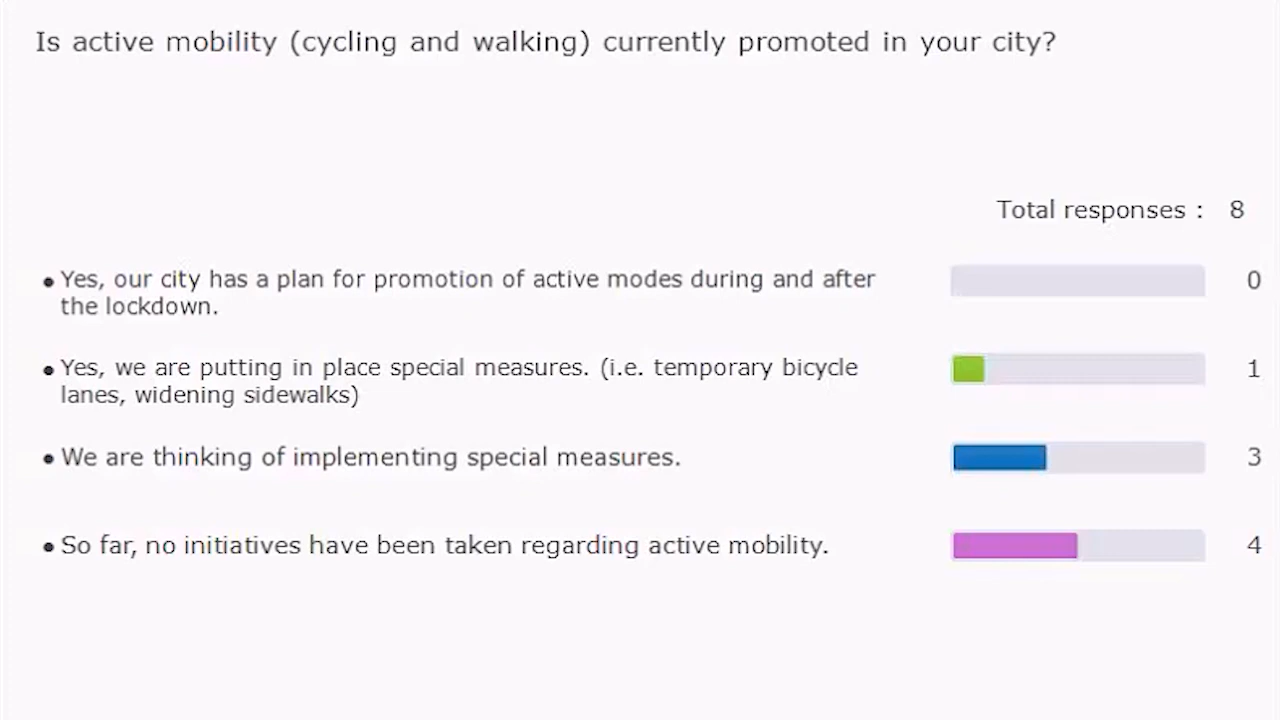 Is active mobility (cycling and walking) currently promoted in your city?
Total responses : 8
• Yes, our city has a plan for promotion of active modes during and after 0
the lockdown.
• Yes, we are putting in place special measures. (i.e. temporary bicycle 1
lanes, widening sidewalks)
• We are thinking of implementing special measures. 3
• So far, no initiatives have been taken regarding active mobility. 4